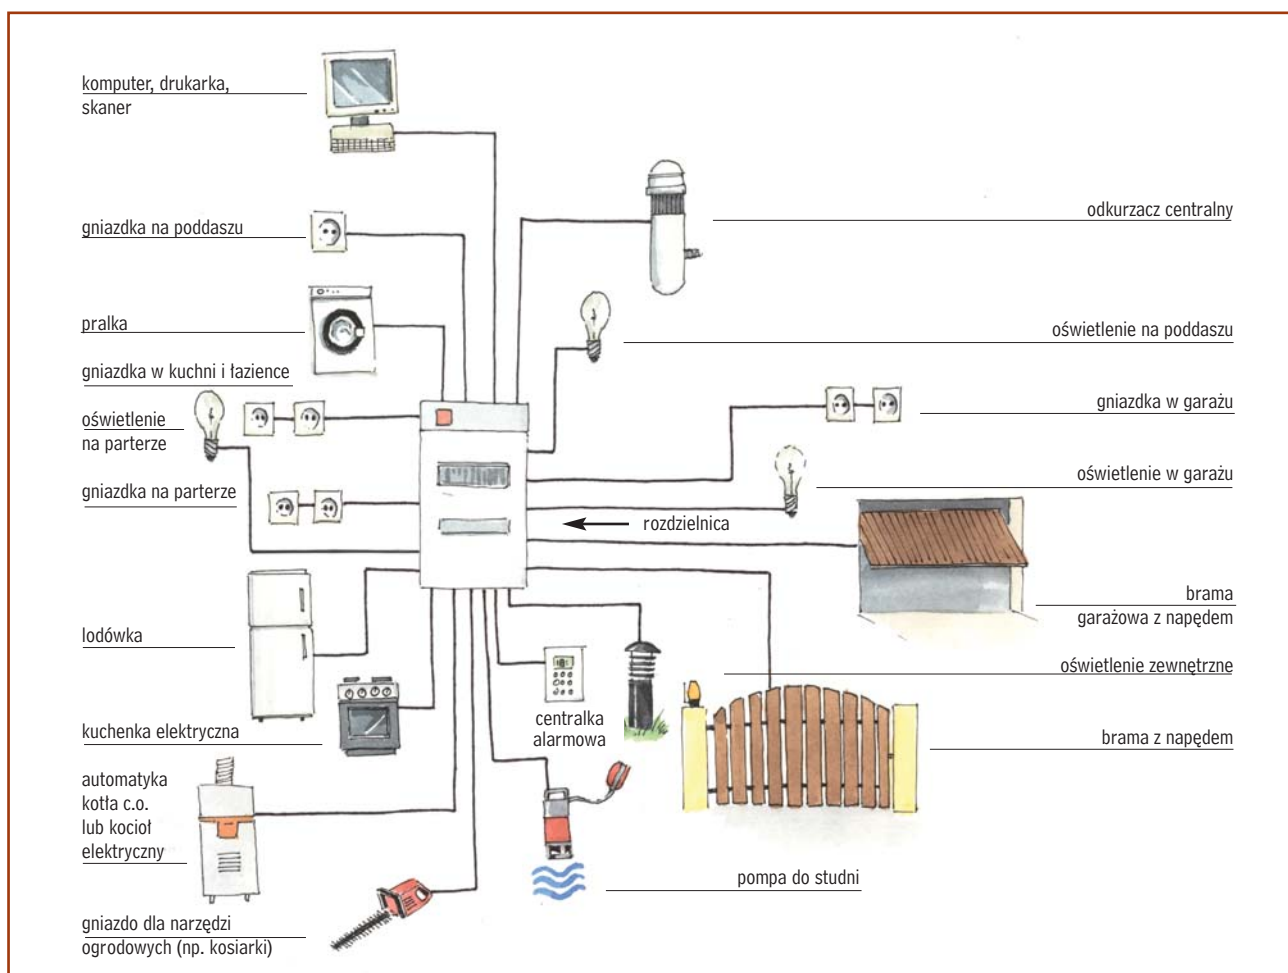 komputer, drukarka,
skaner
gniazdka na poddaszu
pralka
gniazdka w kuchni i łazience
oświetlenie
na parterze
gniazdka na parterze
lodówka
kuchenka elektryczna
automatyka
kotła c.o.
lub kocioł
elektryczny
gniazdo dla narzędzi
ogrodowych (np. kosiarki)
odkurzacz centralny
oświetlenie na poddaszu
gniazdka w garażu
oświetlenie w garażu
rozdzielnica
brama
garażowa z napędem
oświetlenie zewnętrzne
centralka
alarmowa
brama z napędem
pompa do studni